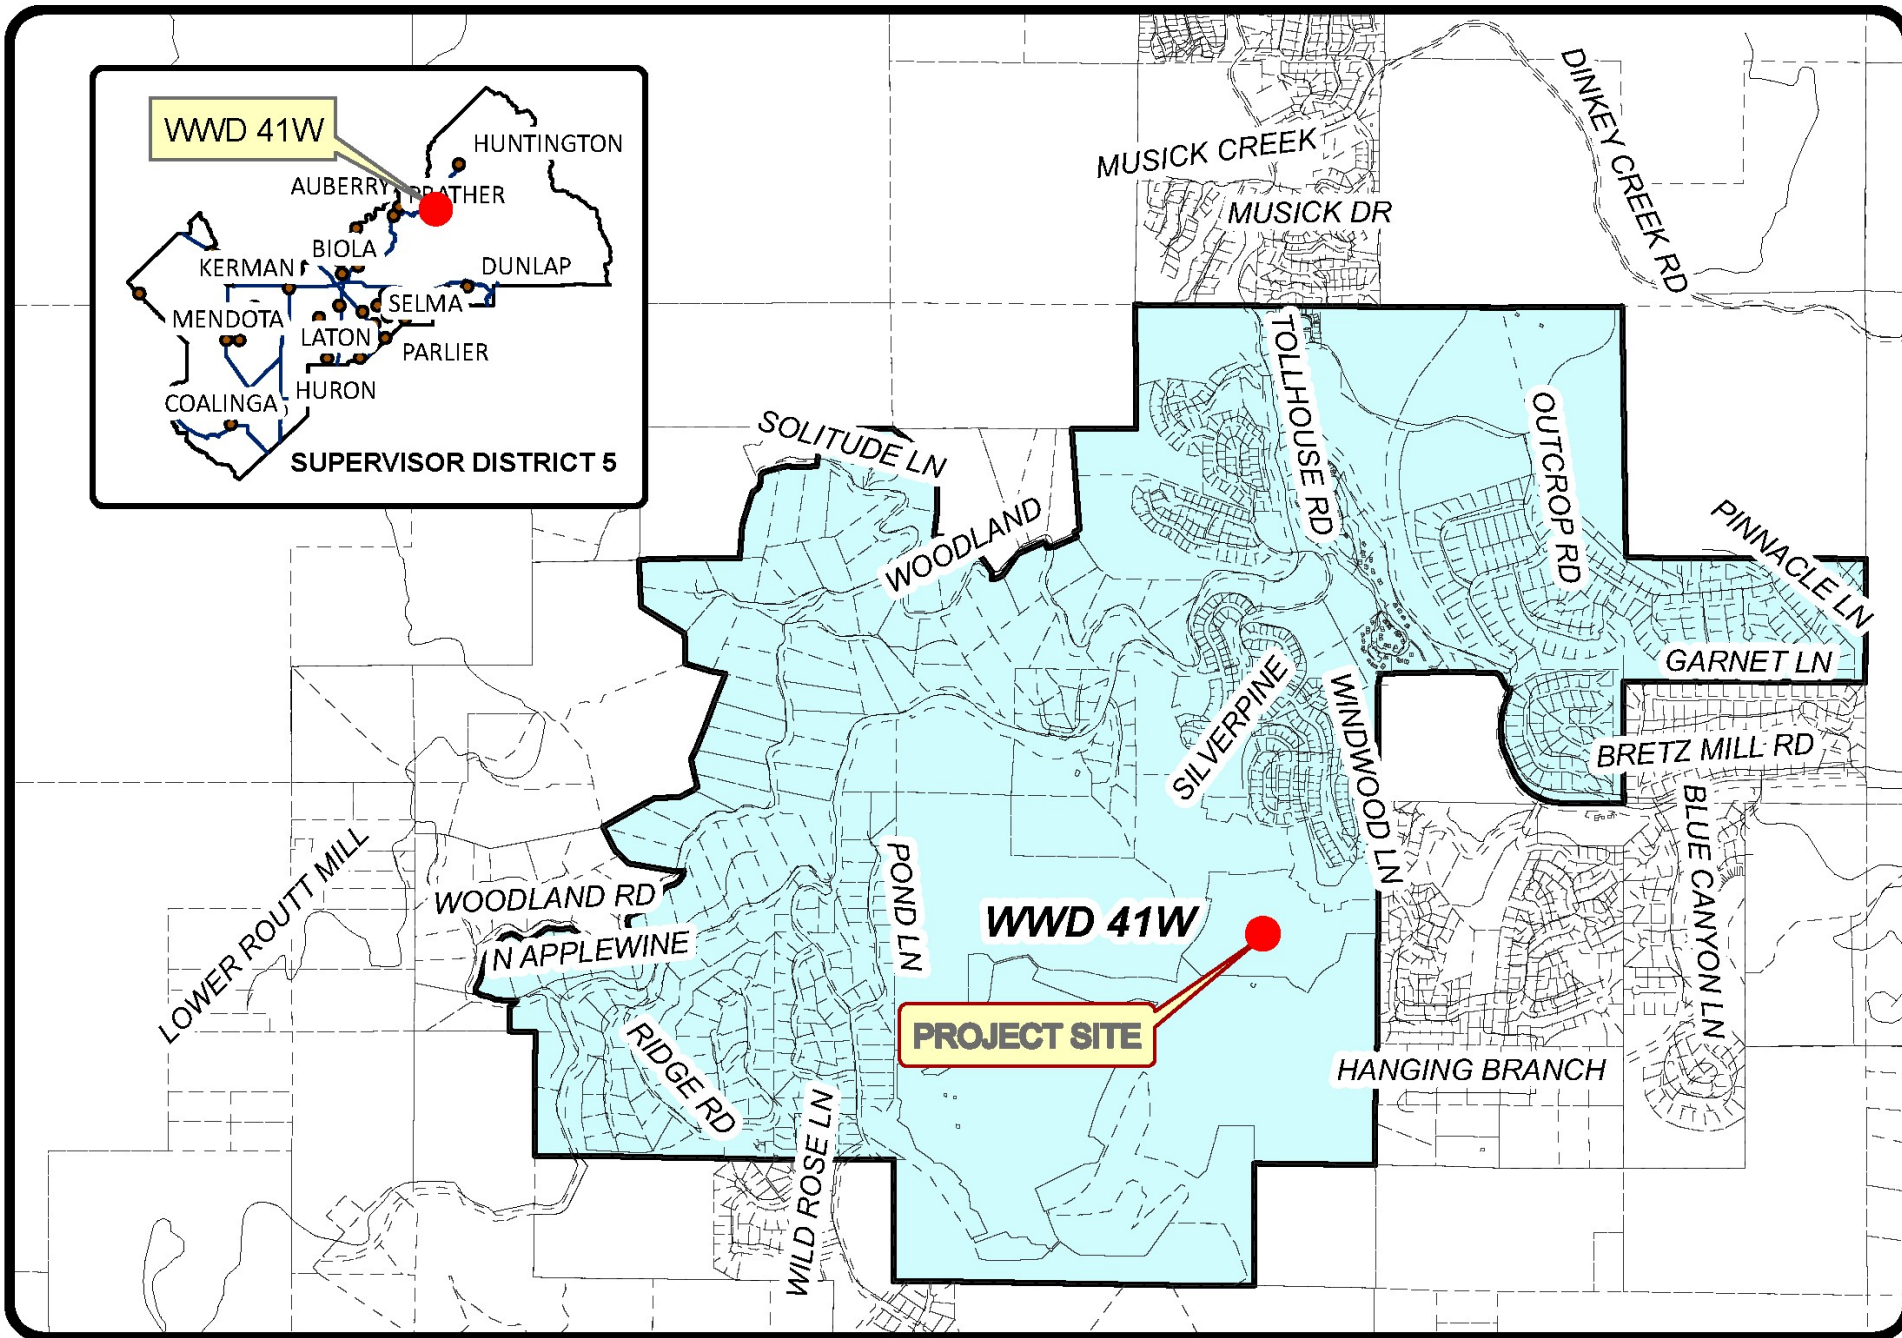 WWD 41W
HUNTINGTON
AUBERRY
PRATHER
BIOLA
KERMAN
DUNLAP
SELMA
MENDOTA
LATON
PARLIER
HURON
COALINGA
SUPERVISOR DISTRICT 5
DINKEY CREEK RD
MUSICK CREEK
MUSICK DR
TOLLHOUSE RD
SOLITUDE LN
OUTCROP RD
WOODLAND
PINNACLE LN
GARNET LN
SILVERPINE
WINDWOOD LN
BRETZ MILL RD
BLUE CANYON LN
LOWER ROUTT MILL
WOODLAND RD
POND LN
WWD 41W
N APPLEWINE
PROJECT SITE
RIDGE RD
HANGING BRANCH
WILD ROSE LN